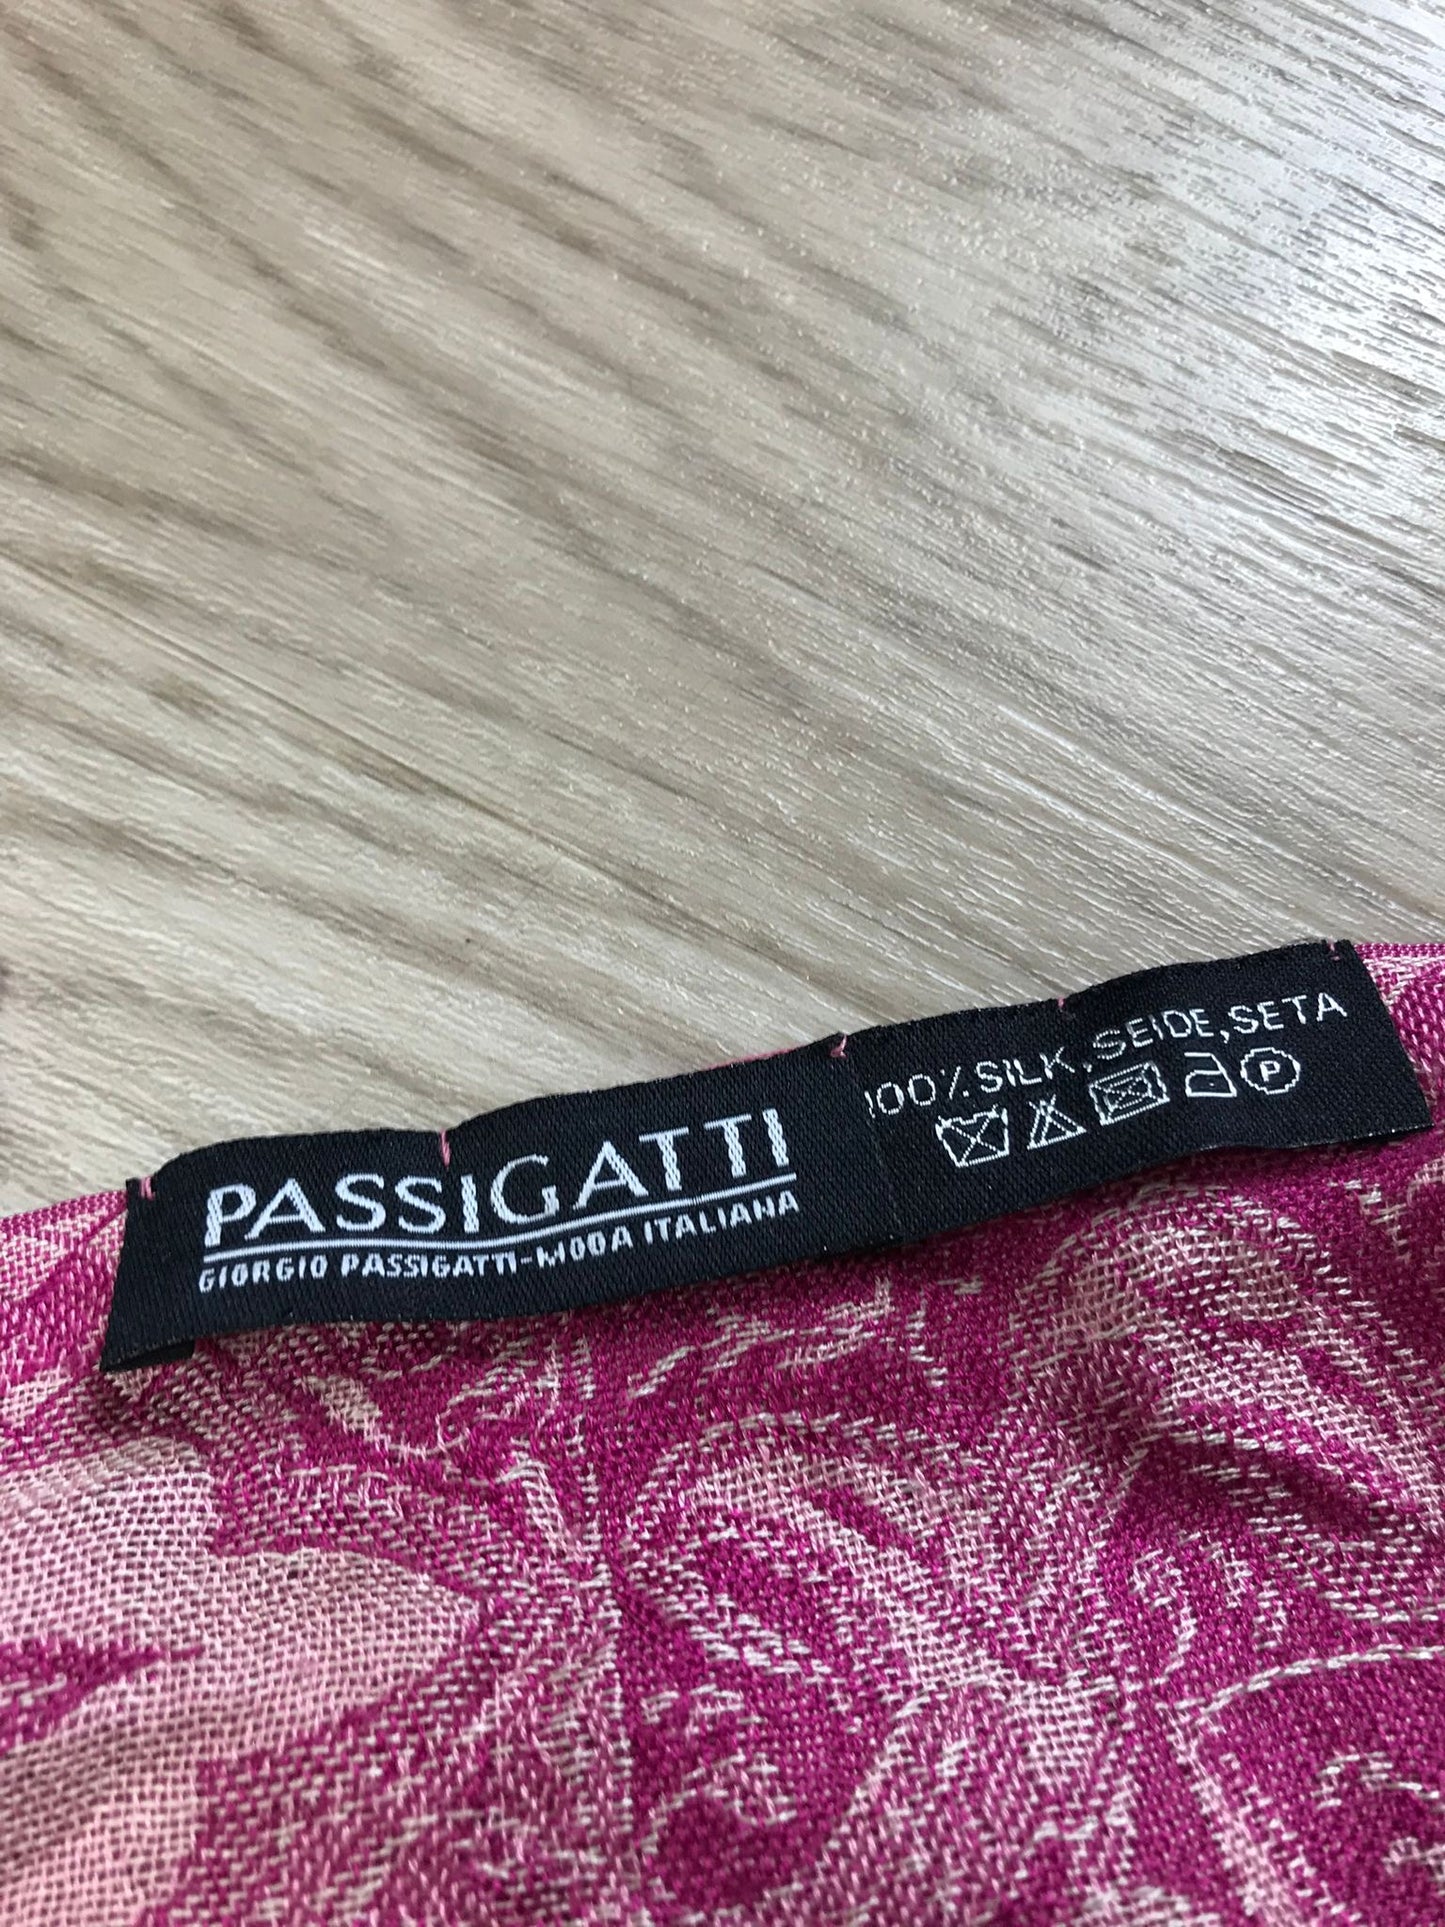 PASSIGATTI
GIORGIO PASSIGATTI-MODA ITALIANA
100% SILK, SEIDE, SETA
P